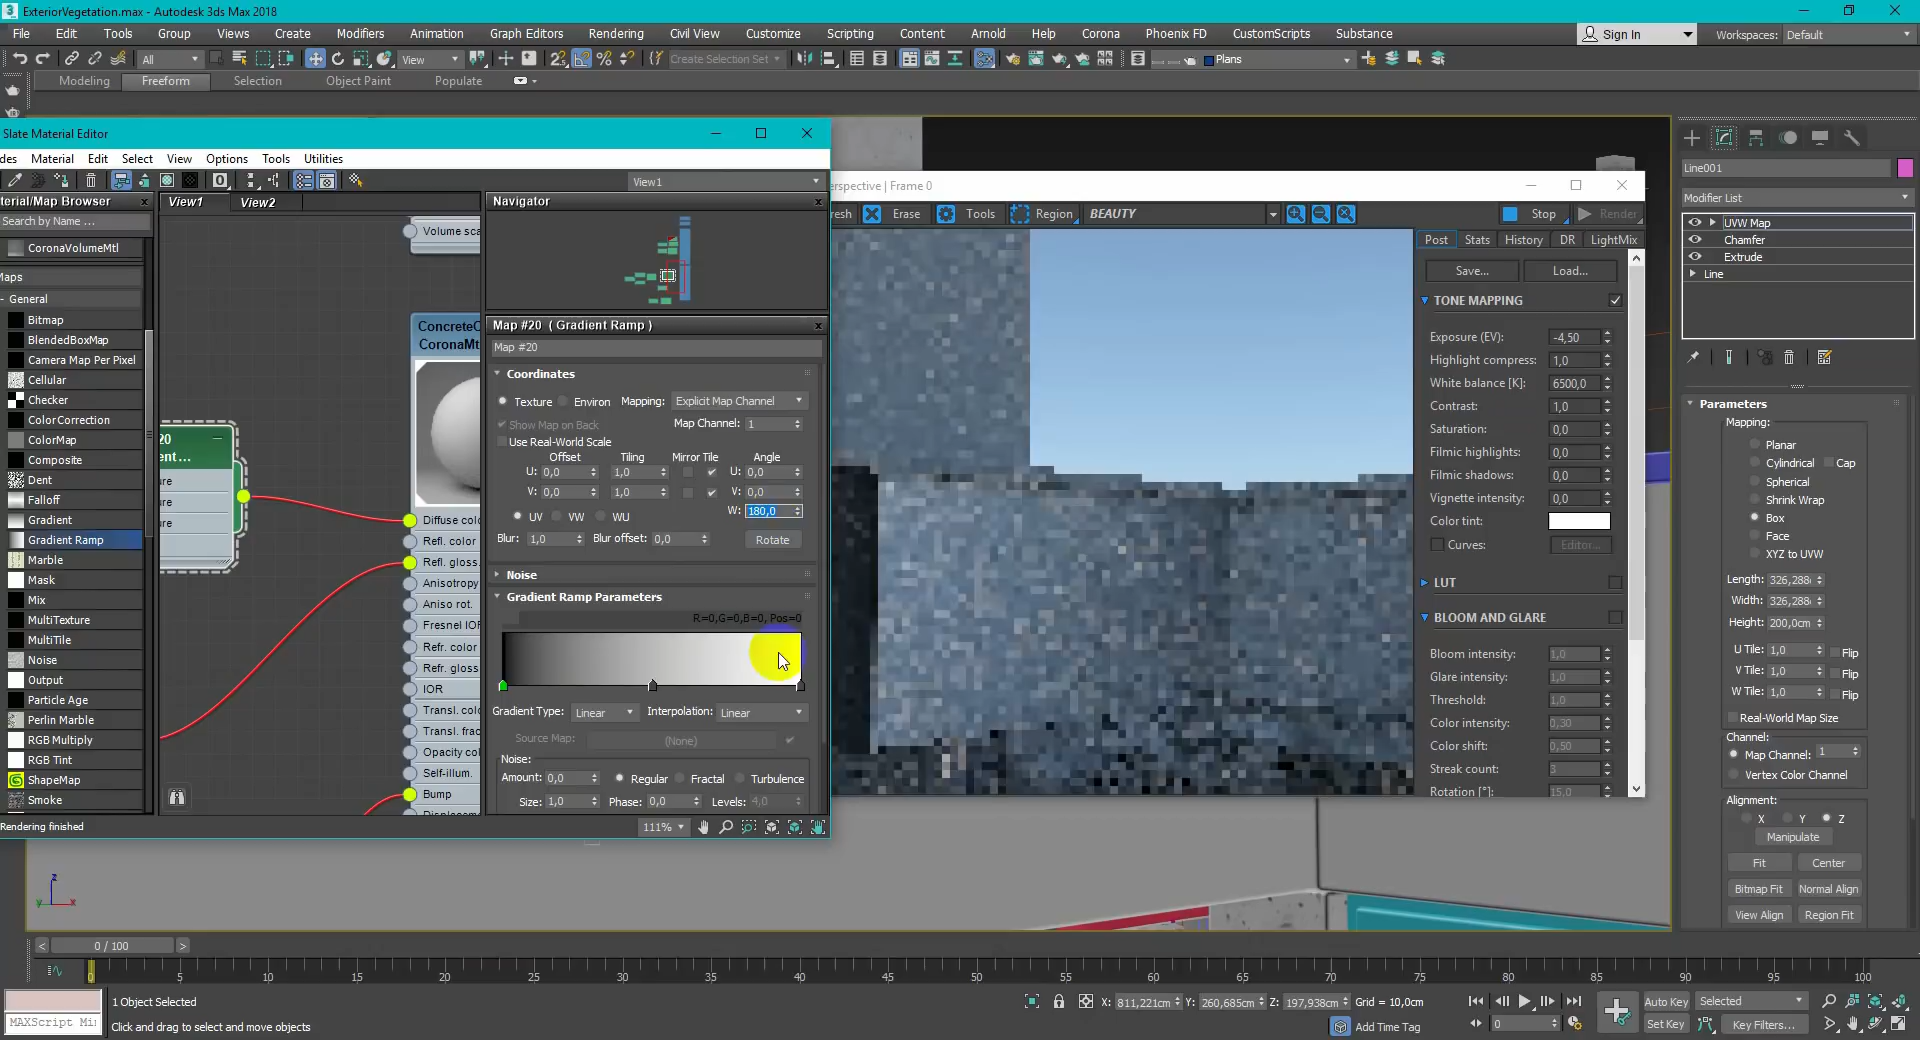 ExteriorVegetation.max - Autodesk 3ds Max 2018
File Edit Tools Group Views Create Modifiers Animation Graph Editors Rendering Civil View Customize Scripting Content Arnold Help Corona Phoenix FD CustomScripts Substance Sign In Workspaces: Default
All View Create Selection Set Plans
Modeling Freeform Selection Object Paint Populate
Slate Material Editor
des Material Edit Select View Options Tools Utilities
View1
terial/Map Browser
View1 View2
Search by Name ...
CoronaVolumeMtl
Maps
- General
Bitmap
BlendedBoxMap
Camera Map Per Pixel
Cellular
Checker
ColorCorrection
ColorMap
Composite
Dent
Falloff
Gradient
Gradient Ramp
Marble
Mask
Mix
MultiTexture
MultiTile
Noise
Output
Particle Age
Perlin Marble
RGB Multiply
RGB Tint
ShapeMap
Smoke
Rendering finished
20
ent ...
ure
ure
ure
Volume sca
ConcreteC
CoronaMt
Diffuse colo
Refl. color
Refl. gloss.
Anisotropy
Aniso rot.
Fresnel IOR
Refr. color
Refr. gloss
IOR
Transl. colo
Transl. frac
Opacity colo
Self-illum.
Bump
Navigator
Map #20 ( Gradient Ramp )
Map #20
Coordinates
Texture Environ Mapping: Explicit Map Channel
Show Map on Back Map Channel: 1
Use Real-World Scale
Offset Tiling Mirror Tile Angle
U: 0,0 1,0 U: 0,0
V: 0,0 1,0 V: 0,0
W: 180,0
UV VW WU
Blur: 1,0 Blur offset: 0,0 Rotate
Noise
Gradient Ramp Parameters
R=0,G=0,B=0, Pos=0
Gradient Type: Linear Interpolation: Linear
Source Map: (None)
Noise:
Amount: 0,0 Regular Fractal Turbulence
Size: 1,0 Phase: 0,0 Levels: 4,0
111%
erspective | Frame 0
resh Erase Tools Region BEAUTY Stop Render
Post Stats History DR LightMix
Save... Load...
TONE MAPPING
Exposure (EV): -4,50
Highlight compress: 1,0
White balance [K]: 6500,0
Contrast: 1,0
Saturation: 0,0
Filmic highlights: 0,0
Filmic shadows: 0,0
Vignette intensity: 0,0
Color tint:
Curves: Editor...
LUT
BLOOM AND GLARE
Bloom intensity: 1,0
Glare intensity: 1,0
Threshold: 1,0
Color intensity: 0,30
Color shift: 0,50
Streak count: 3
Rotation [°]: 15,0
Line001
Modifier List
UVW Map
Chamfer
Extrude
Line
Parameters
Mapping:
Planar
Cylindrical Cap
Spherical
Shrink Wrap
Box
Face
XYZ to UVW
Length: 326,288
Width: 326,288
Height: 200,0cm
U Tile: 1,0 Flip
V Tile: 1,0 Flip
W Tile: 1,0 Flip
Real-World Map Size
Channel:
Map Channel: 1
Vertex Color Channel
Alignment:
X Y Z
Manipulate
Fit Center
Bitmap Fit Normal Align
View Align Region Fit
z
y x
< 0 / 100 >
0 5 10 15 20 25 30 35 40 45 50 55 60 65 70 75 80 85 90 95 100
1 Object Selected X: 811,221cm Y: 260,685cm Z: 197,938cm Grid = 10,0cm Auto Key Selected
MAXScript Mi Click and drag to select and move objects Add Time Tag 0 Set Key Key Filters...